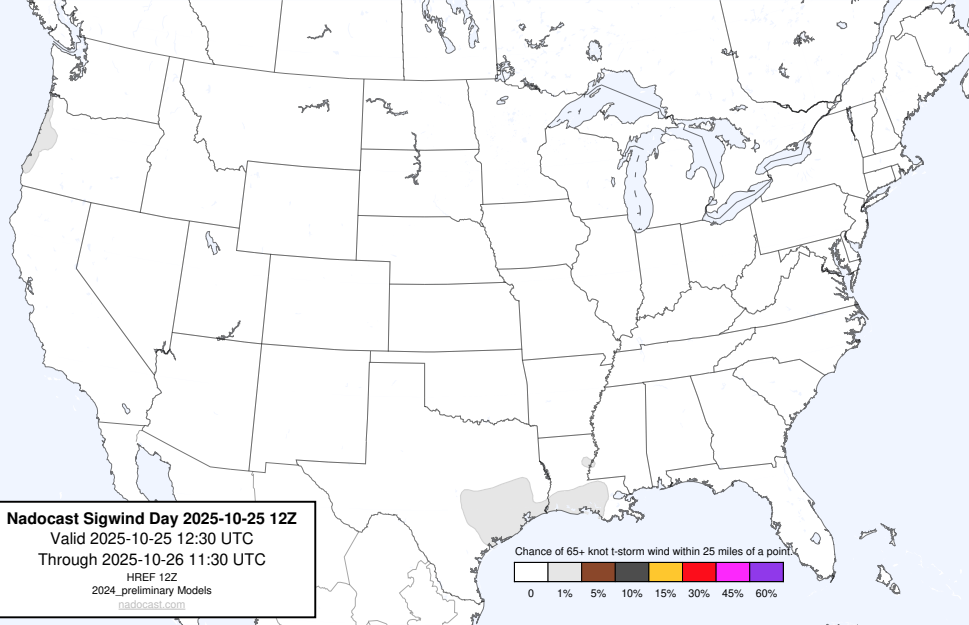 Nadocast Sigwind Day 2025-10-25 12Z
Valid 2025-10-25 12:30 UTC
Through 2025-10-26 11:30 UTC
HREF 12Z
2024_preliminary Models
nadocast.com
Chance of 65+ knot t-storm wind within 25 miles of a point.
0 1% 5% 10% 15% 30% 45% 60%